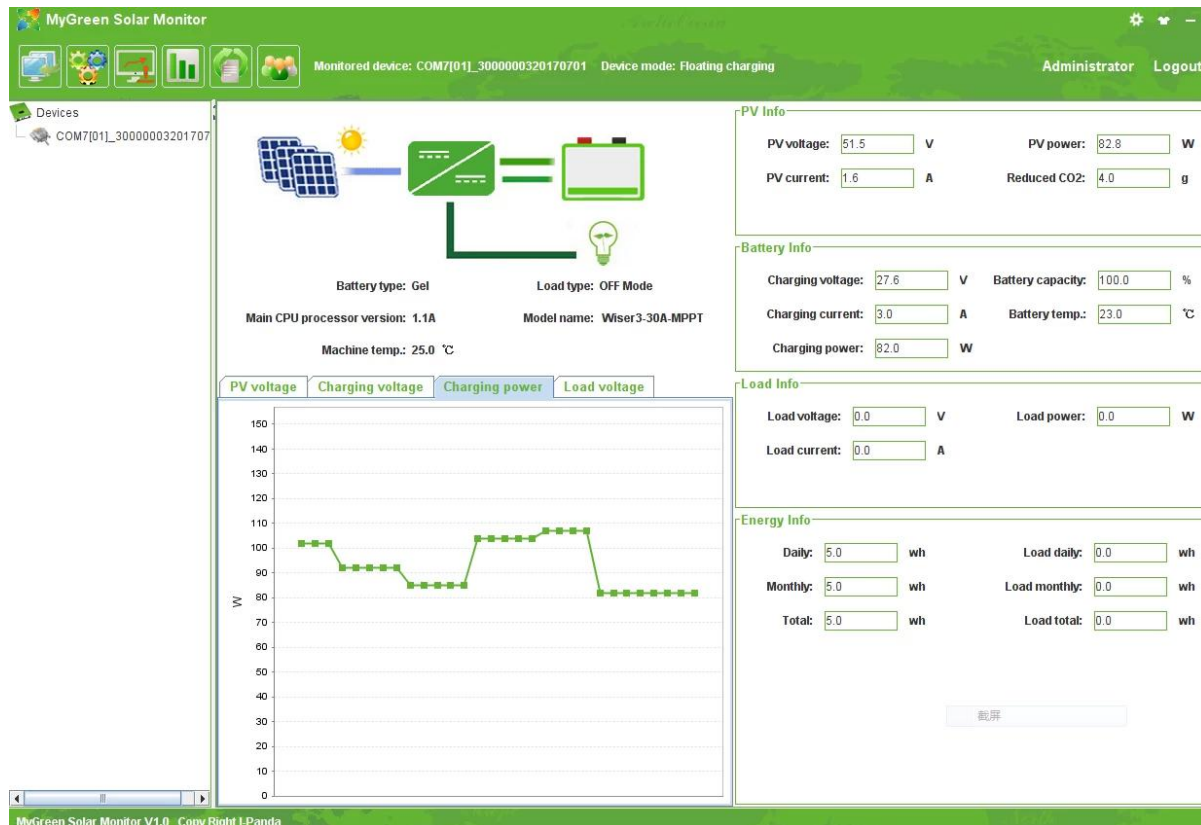 MyGreen Solar Monitor
Monitored device: COM7[01]_3000000320170701 Device mode: Floating charging
Administrator Logout
Devices
COM7[01]_30000003201707
Battery type: Gel Load type: OFF Mode
Main CPU processor version: 1.1A Model name: Wiser3-30A-MPPT
Machine temp.: 25.0 ℃
PV voltage Charging voltage Charging power Load voltage
150
140
130
120
110
100
90
80
70
60
50
40
30
20
10
0
W
PV Info
PV voltage: 51.5 V PV power: 82.8 W
PV current: 1.6 A Reduced CO2: 4.0 g
Battery Info
Charging voltage: 27.6 V Battery capacity: 100.0 %
Charging current: 3.0 A Battery temp.: 23.0 ℃
Charging power: 82.0 W
Load Info
Load voltage: 0.0 V Load power: 0.0 W
Load current: 0.0 A
Energy Info
Daily: 5.0 wh Load daily: 0.0 wh
Monthly: 5.0 wh Load monthly: 0.0 wh
Total: 5.0 wh Load total: 0.0 wh
截屏
MyGreen Solar Monitor V1.0 Copy Right I-Panda